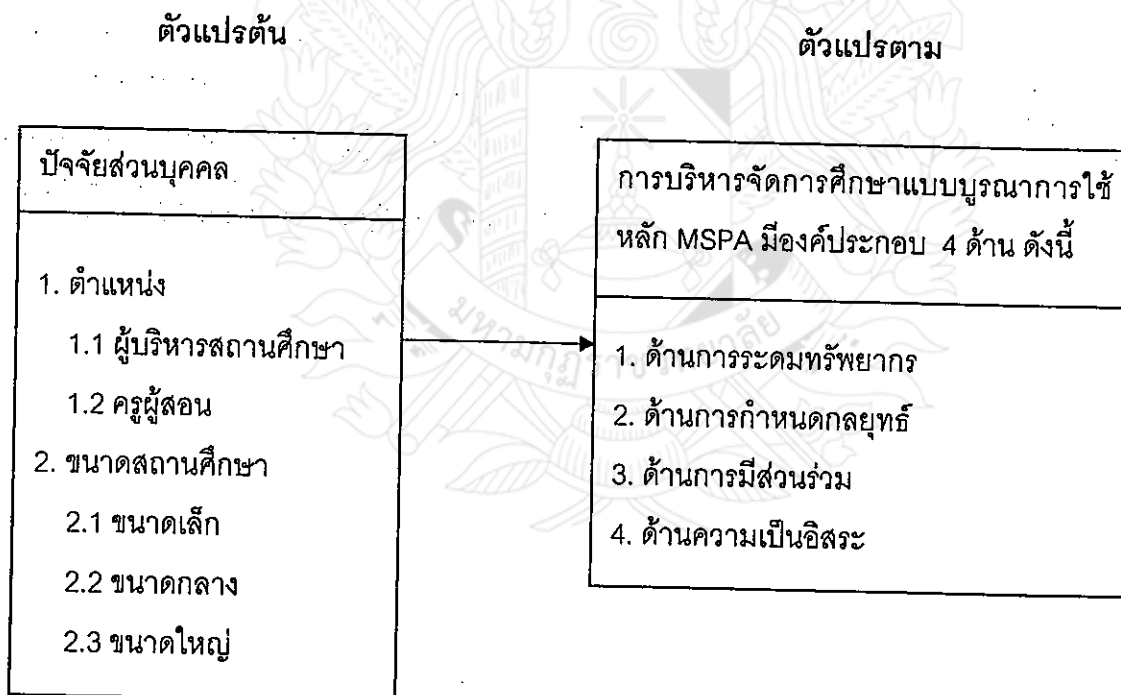 ตัวแปรต้น
ตัวแปรตาม
ปัจจัยส่วนบุคคล
1. ตำแหน่ง
1.1 ผู้บริหารสถานศึกษา
1.2 ครูผู้สอน
2. ขนาดสถานศึกษา
2.1 ขนาดเล็ก
2.2 ขนาดกลาง
2.3 ขนาดใหญ่
การบริหารจัดการศึกษาแบบบูรณาการใช้
หลัก MSPA มีองค์ประกอบ 4 ด้าน ดังนี้
1. ด้านการระดมทรัพยากร
2. ด้านการกำหนดกลยุทธ์
3. ด้านการมีส่วนร่วม
4. ด้านความเป็นอิสระ